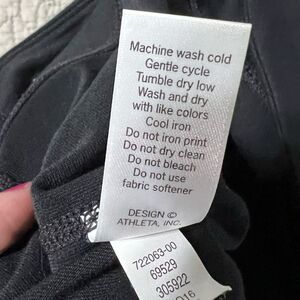 Machine wash cold
Gentle cycle
Tumble dry low
Wash and dry
with like colors
Cool iron
Do not iron print
Do not dry clean
Do not bleach
Do not use
fabric softener
DESIGN ©
ATHLETA, INC.
722063-00
69529
305922